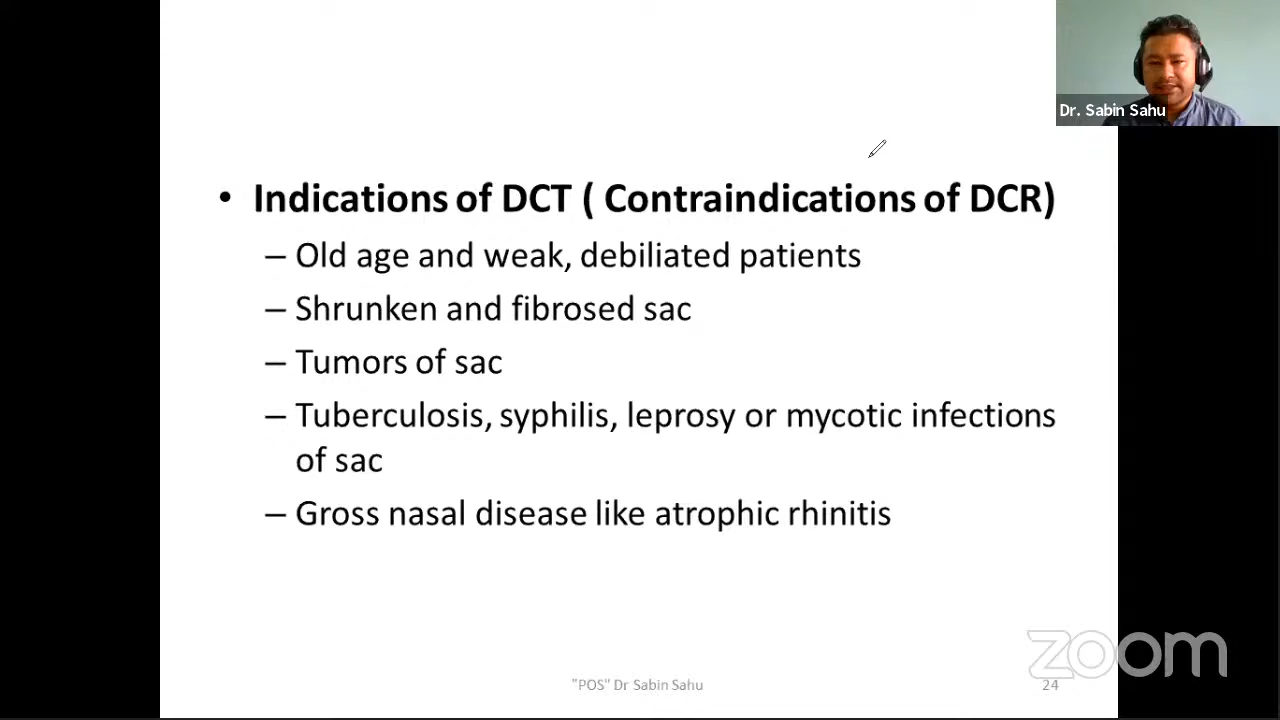 Dr. Sabin Sahu
• Indications of DCT ( Contraindications of DCR)
– Old age and weak, debiliated patients
– Shrunken and fibrosed sac
– Tumors of sac
– Tuberculosis, syphilis, leprosy or mycotic infections
of sac
– Gross nasal disease like atrophic rhinitis
zoom
"POS" Dr Sabin Sahu
24